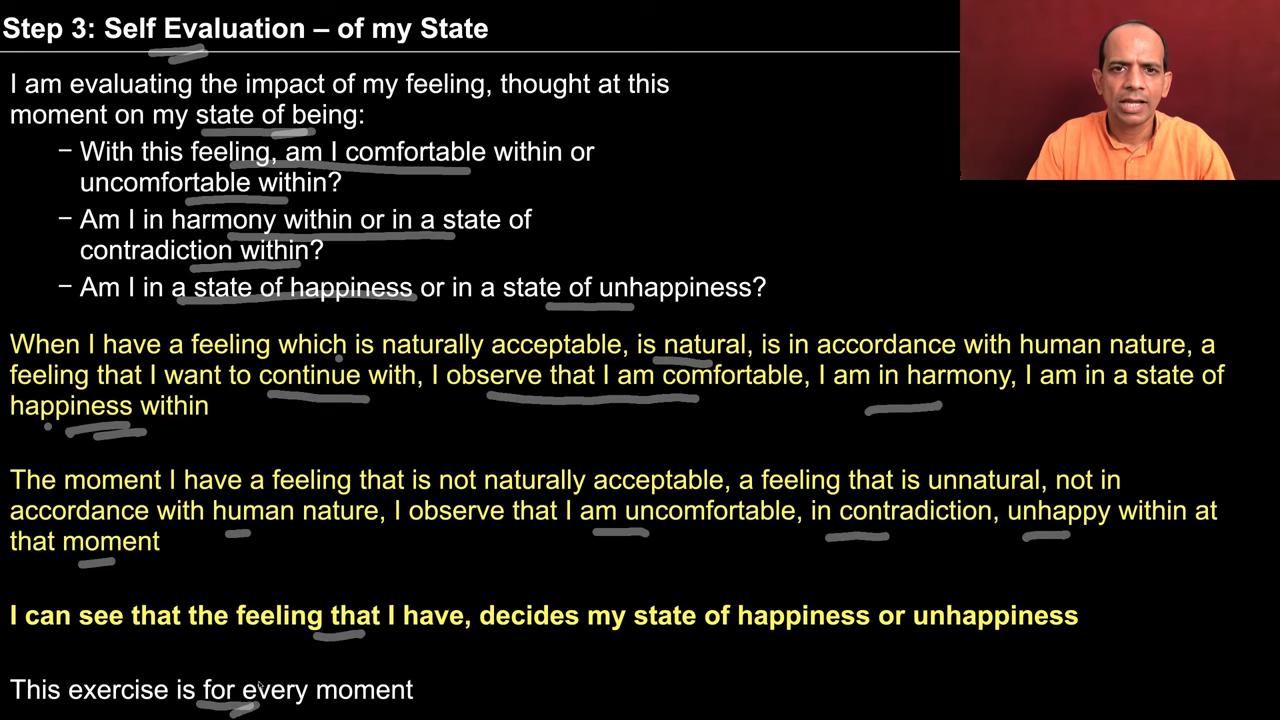 Step 3: Self Evaluation – of my State
I am evaluating the impact of my feeling, thought at this
moment on my state of being:
− With this feeling, am I comfortable within or
uncomfortable within?
− Am I in harmony within or in a state of
contradiction within?
− Am I in a state of happiness or in a state of unhappiness?
When I have a feeling which is naturally acceptable, is natural, is in accordance with human nature, a
feeling that I want to continue with, I observe that I am comfortable, I am in harmony, I am in a state of
happiness within
The moment I have a feeling that is not naturally acceptable, a feeling that is unnatural, not in
accordance with human nature, I observe that I am uncomfortable, in contradiction, unhappy within at
that moment
I can see that the feeling that I have, decides my state of happiness or unhappiness
This exercise is for every moment